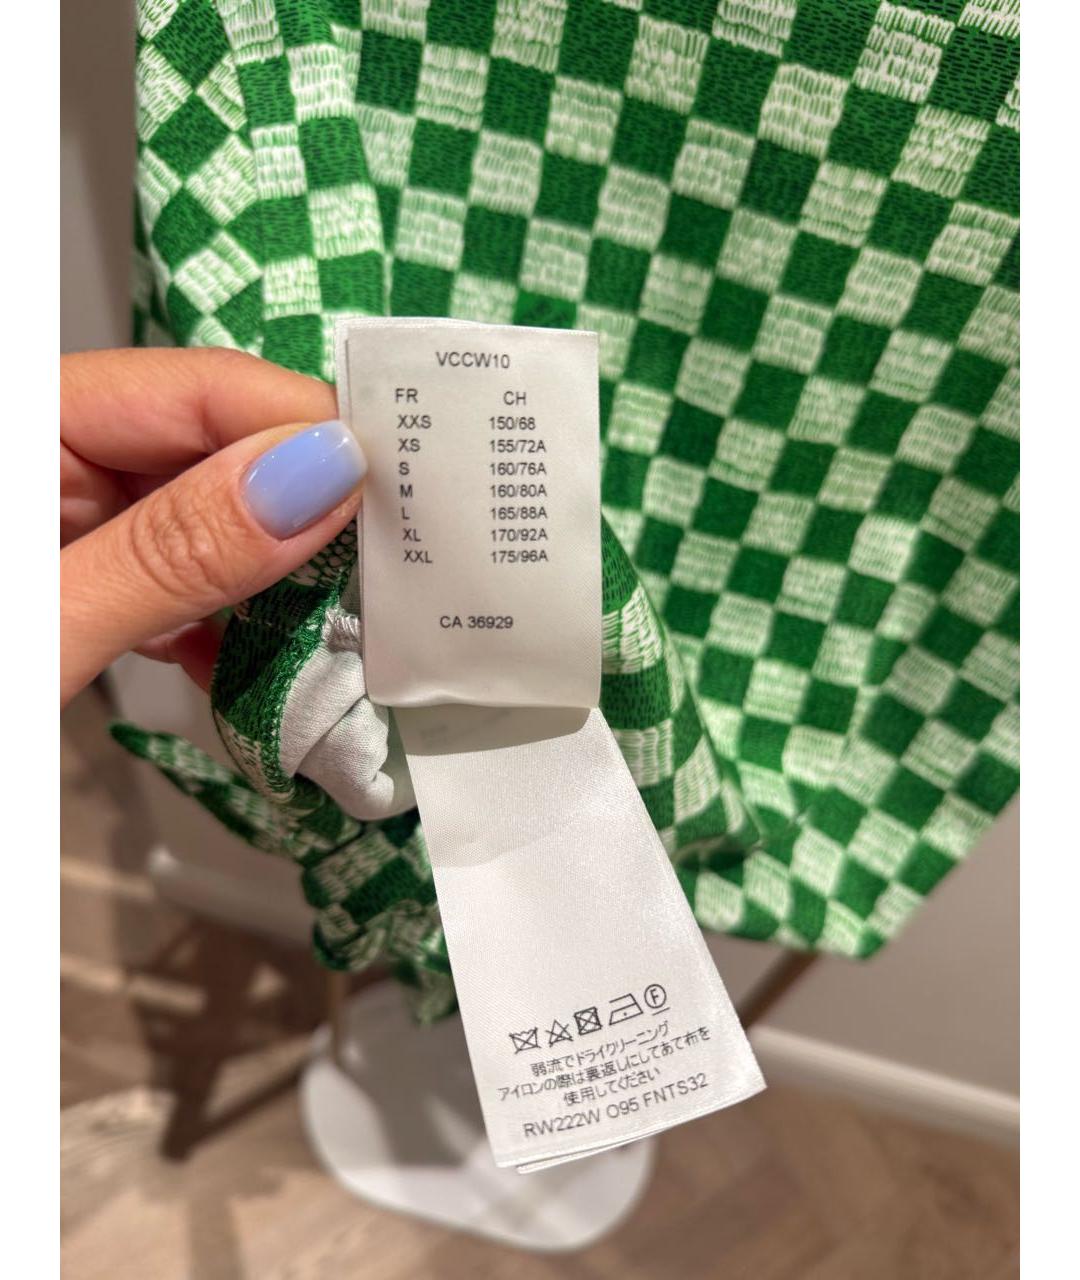 VCCW10
FR CH
XXS 150/68
XS 155/72A
S 160/76A
M 160/80A
L 165/88A
XL 170/92A
XXL 175/96A
CA 36929
F
弱流でドライクリーニング
アイロンの際は裏返しにしてあて布を
使用してください
RW222W O95 FNTS32